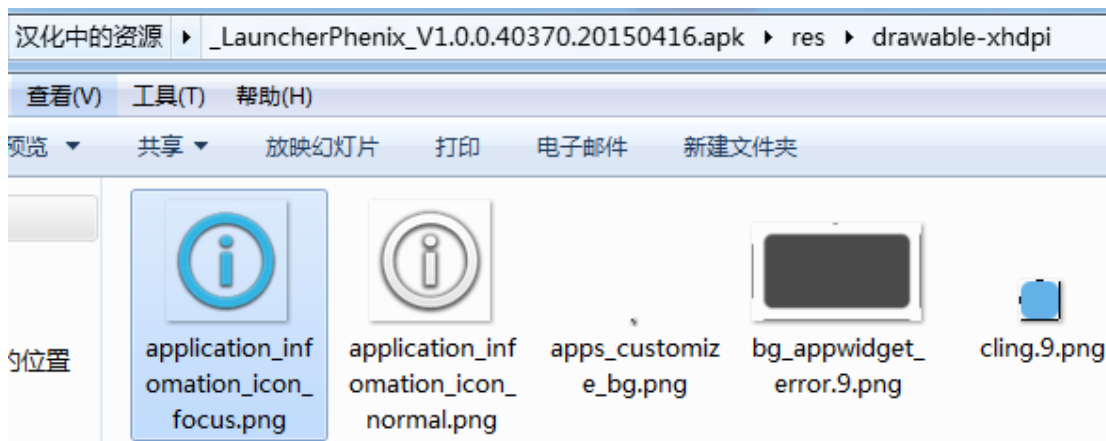 汉化中的资源 ▸ _LauncherPhenix_V1.0.0.40370.20150416.apk ▸ res ▸ drawable-xhdpi
查看(V) 工具(T) 帮助(H)
预览 共享 放映幻灯片 打印 电子邮件 新建文件夹
的位置
application_inf
omation_icon_
focus.png
application_inf
omation_icon_
normal.png
apps_customiz
e_bg.png
bg_appwidget_
error.9.png
cling.9.png